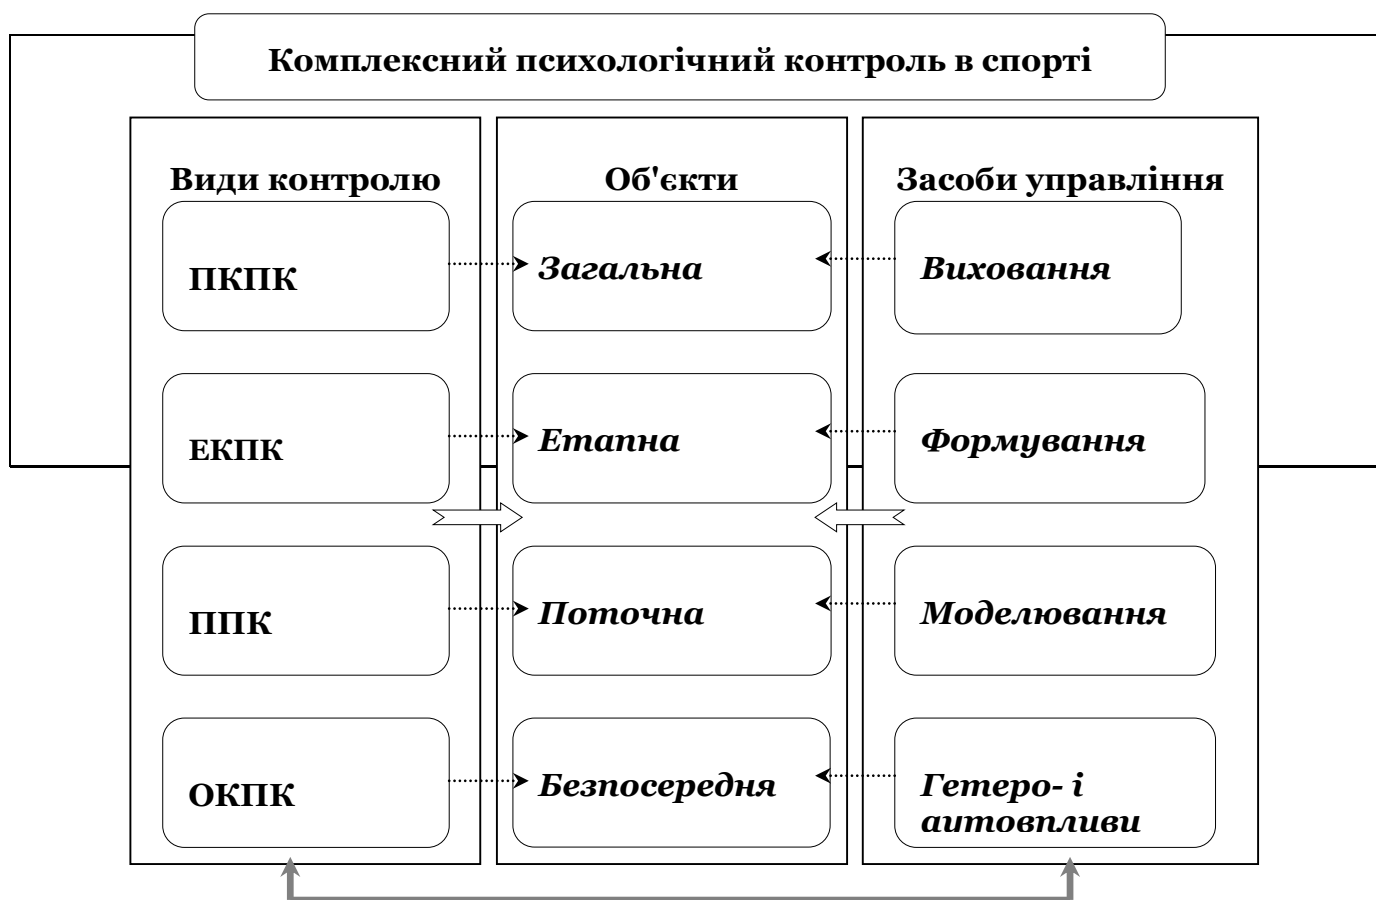 Комплексний психологічний контроль в спорті
Види контролю
Об'єкти
Засоби управління
ПКПК
Загальна
Виховання
ЕКПК
Етапна
Формування
ППК
Поточна
Моделювання
ОКПК
Безпосередня
Гетеро- і
аитовпливи